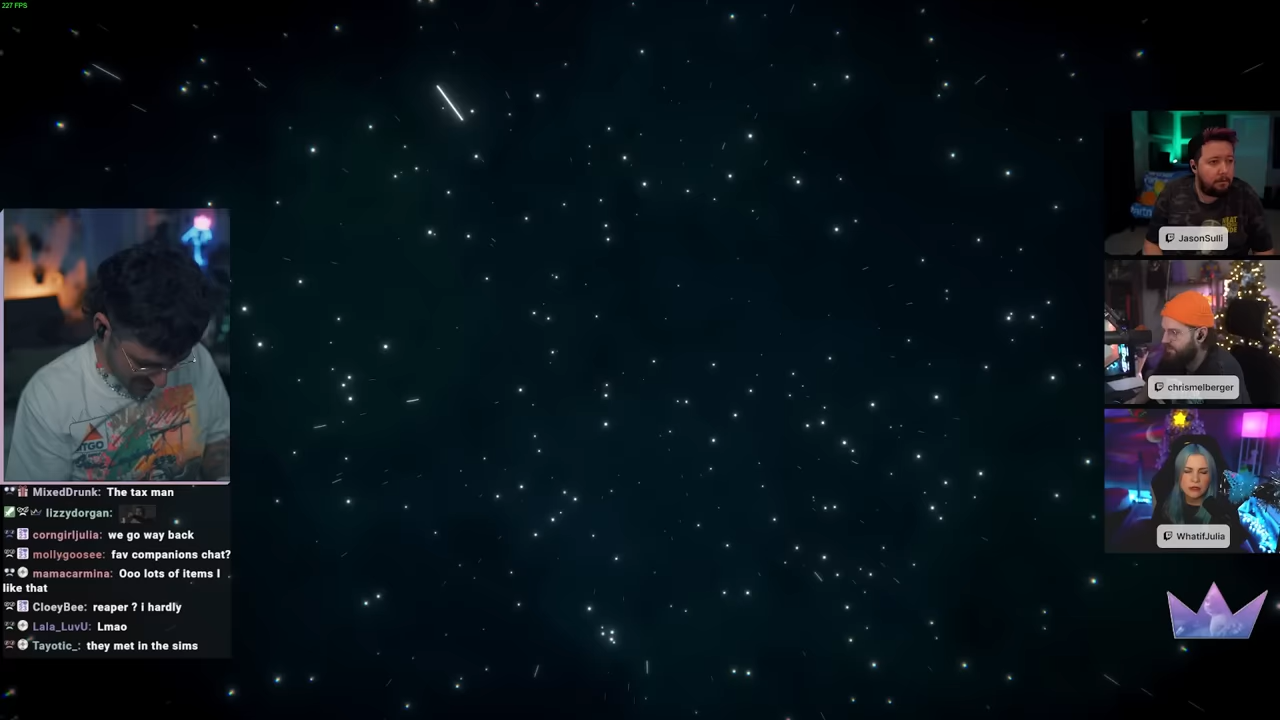 227 FPS
JasonSulli
chrismelberger
WhatifJulia
MixedDrunk: The tax man
lizzydorgan:
corngirljulia: we go way back
mollygoosee: fav companions chat?
mamacarmina: Ooo lots of items I
like that
CloeyBee: reaper ? i hardly
Lala_LuvU: Lmao
Tayotic_: they met in the sims